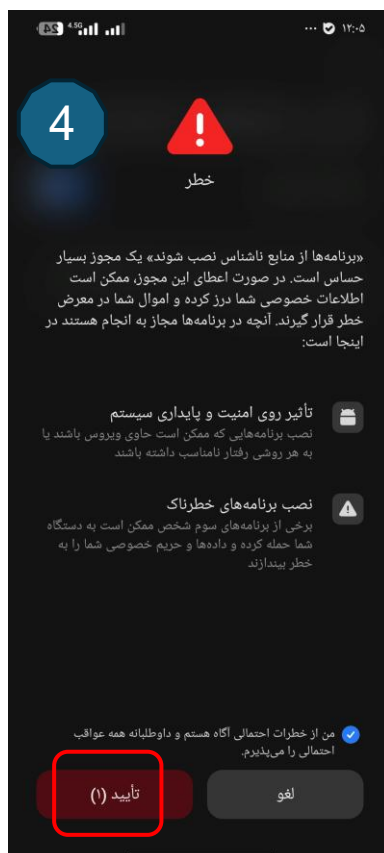 ۱۲:۰۵ ...
4.5G 24
4
خطر
«برنامه‌ها از منابع ناشناس نصب شوند» یک مجوز بسیار
حساس است. در صورت اعطای این مجوز، ممکن است
اطلاعات خصوصی شما درز کرده و اموال شما در معرض
خطر قرار گیرند. آنچه در برنامه‌ها مجاز به انجام هستند در
اینجا است:
تأثیر روی امنیت و پایداری سیستم
نصب برنامه‌هایی که ممکن است حاوی ویروس باشند یا
به هر روشی رفتار نامناسب داشته باشند
نصب برنامه‌های خطرناک
برخی از برنامه‌های سوم شخص ممکن است به دستگاه
شما حمله کرده و داده‌ها و حریم خصوصی شما را به
خطر بیندازند
من از خطرات احتمالی آگاه هستم و داوطلبانه همه عواقب
احتمالی را می‌پذیرم.
لغو
تأیید (۱)